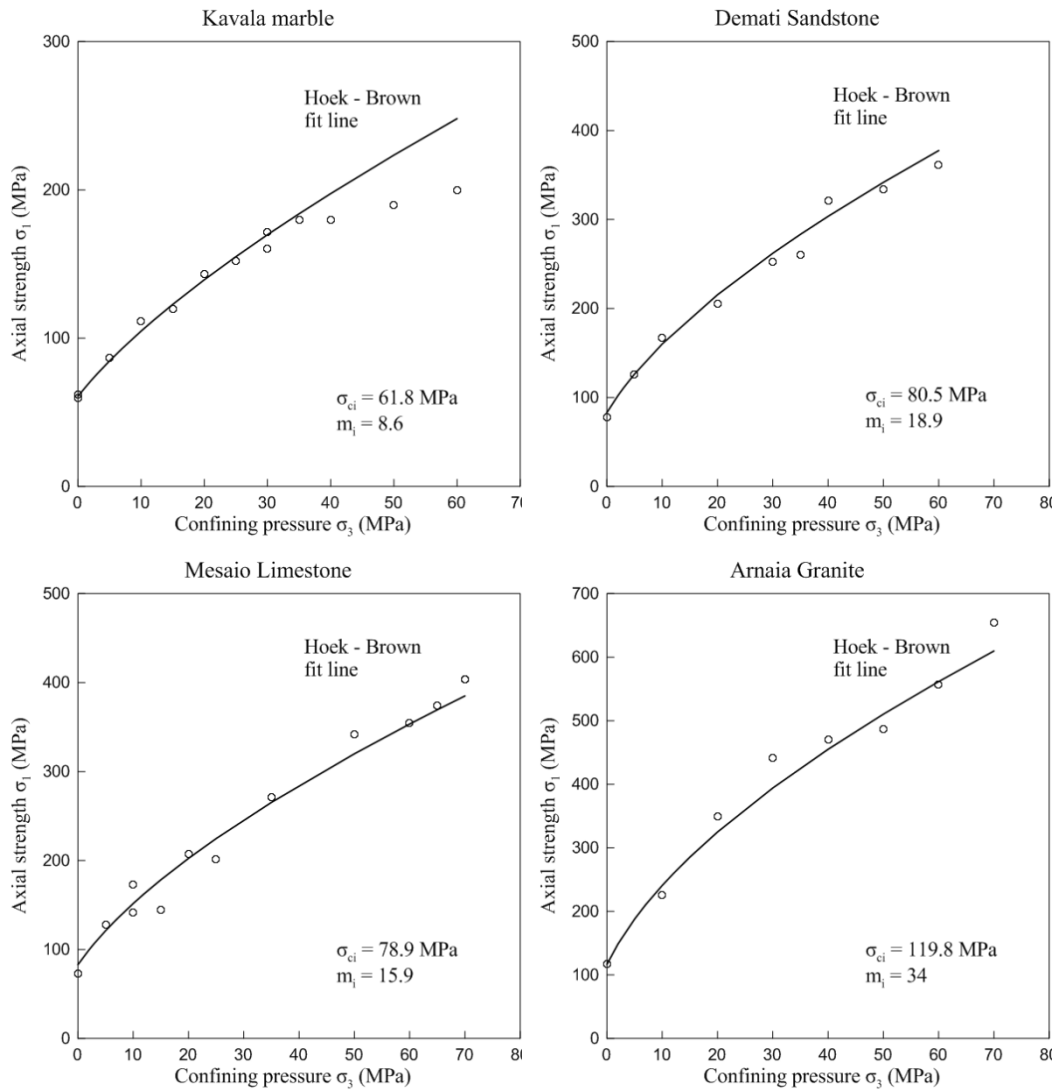 Kavala marble
300
200
100
0
Axial strength σ₁ (MPa)
Hoek - Brown
fit line
σci = 61.8 MPa
mi = 8.6
0 10 20 30 40 50 60 70
Confining pressure σ₃ (MPa)
Demati Sandstone
500
400
300
200
100
0
Axial strength σ₁ (MPa)
Hoek - Brown
fit line
σci = 80.5 MPa
mi = 18.9
0 10 20 30 40 50 60 70 80
Confining pressure σ₃ (MPa)
Mesaio Limestone
500
400
300
200
100
0
Axial strength σ₁ (MPa)
Hoek - Brown
fit line
σci = 78.9 MPa
mi = 15.9
0 10 20 30 40 50 60 70 80
Confining pressure σ₃ (MPa)
Arnaia Granite
700
600
500
400
300
200
100
0
Axial strength σ₁ (MPa)
Hoek - Brown
fit line
σci = 119.8 MPa
mi = 34
0 10 20 30 40 50 60 70 80
Confining pressure σ₃ (MPa)